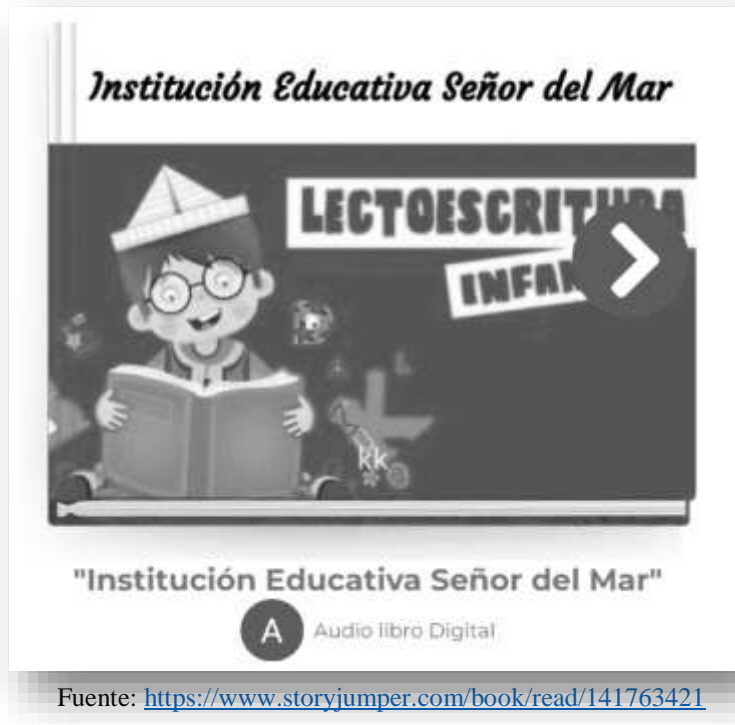 Institución Educativa Señor del Mar
LECTOESCRIT
INFAN
kk
"Institución Educativa Señor del Mar"
A Audio libro Digital
Fuente: https://www.storyjumper.com/book/read/141763421